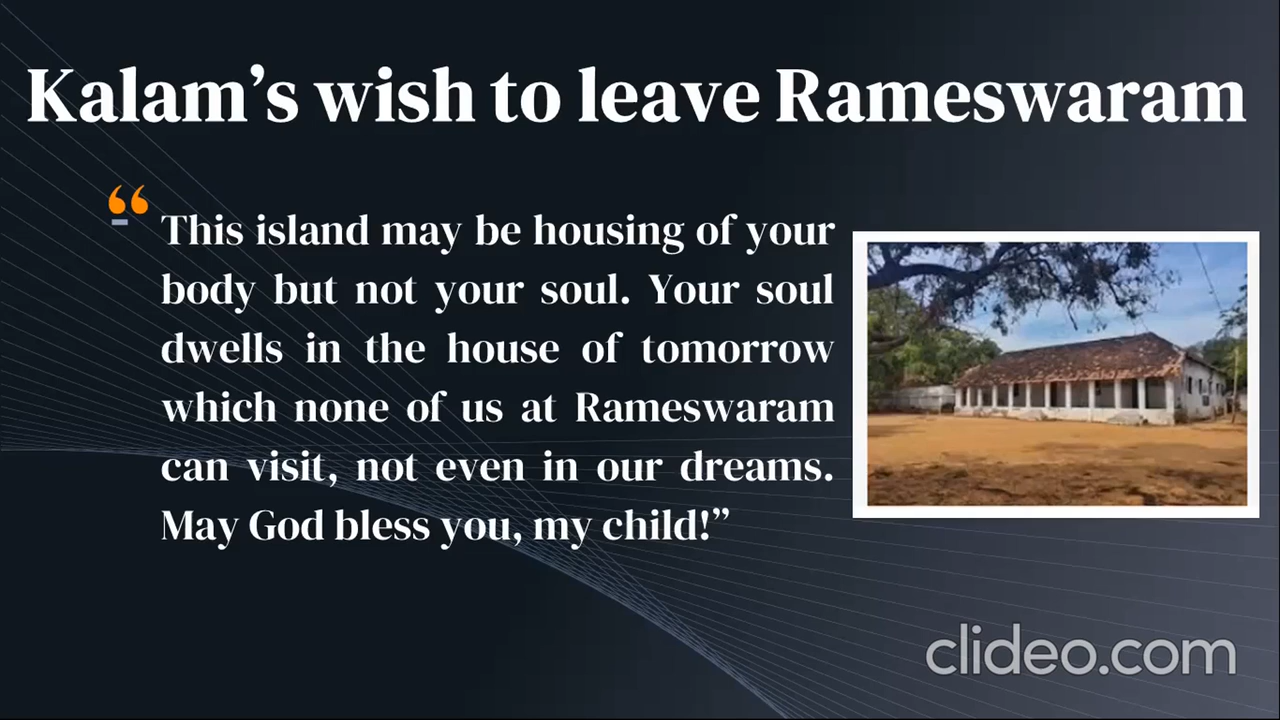 Kalam’s wish to leave Rameswaram
“
This island may be housing of your
body but not your soul. Your soul
dwells in the house of tomorrow
which none of us at Rameswaram
can visit, not even in our dreams.
May God bless you, my child!”
clideo.com